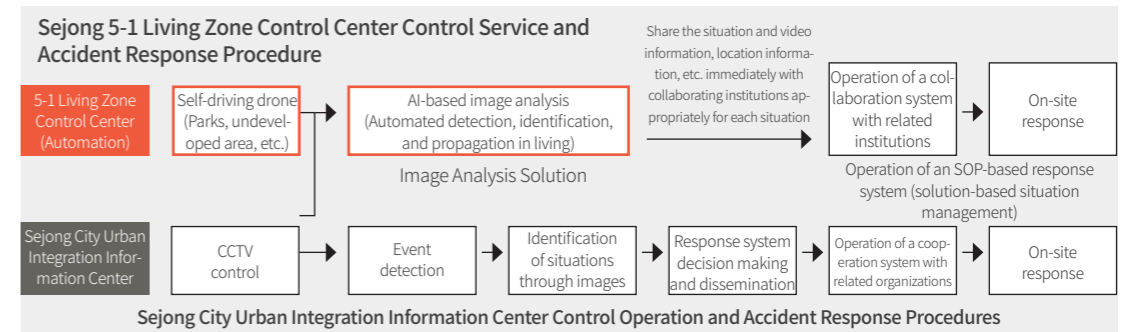 Sejong 5-1 Living Zone Control Center Control Service and
Accident Response Procedure
Share the situation and video
information, location informa-
tion, etc. immediately with
collaborating institutions ap-
propriately for each situation
5-1 Living Zone
Control Center
(Automation)
Self-driving drone
(Parks, undevel-
oped area, etc.)
AI-based image analysis
(Automated detection, identification,
and propagation in living)
Image Analysis Solution
Operation of a col-
laboration system
with related
institutions
On-site
response
Operation of an SOP-based response
system (solution-based situation
management)
Sejong City Urban
Integration Infor-
mation Center
CCTV
control
Event
detection
Identification
of situations
through images
Response system
decision making
and dissemination
Operation of a coop-
eration system with
related organizations
On-site
response
Sejong City Urban Integration Information Center Control Operation and Accident Response Procedures